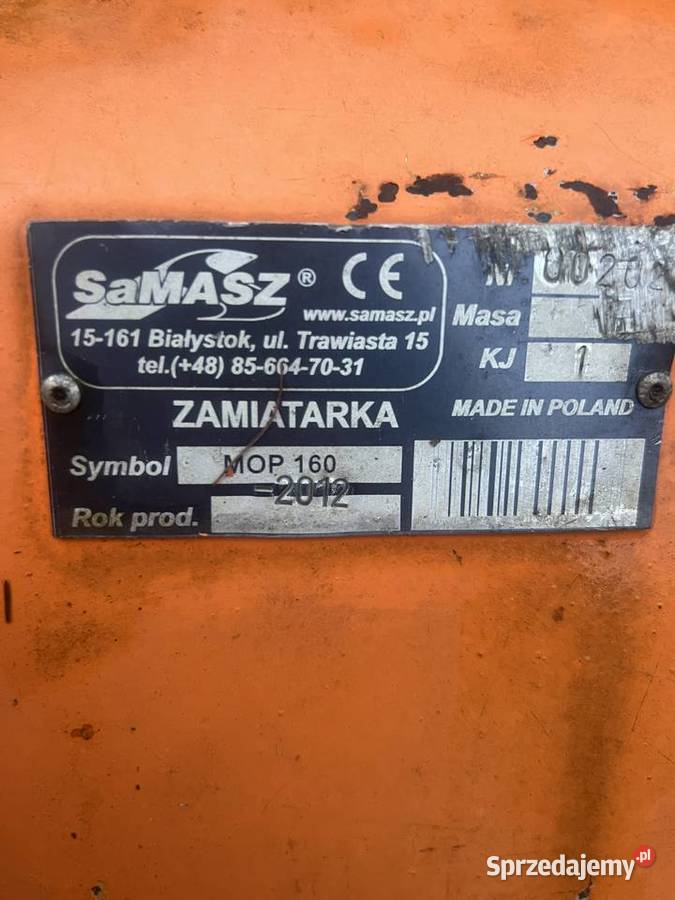 SaMASZ® CE
www.samasz.pl
15-161 Białystok, ul. Trawiasta 15
tel.(+48) 85-664-70-31
Masa
KJ 1
ZAMIATARKA
MADE IN POLAND
Symbol MOP 160
Rok prod. -2012
Sprzedajemy.pl